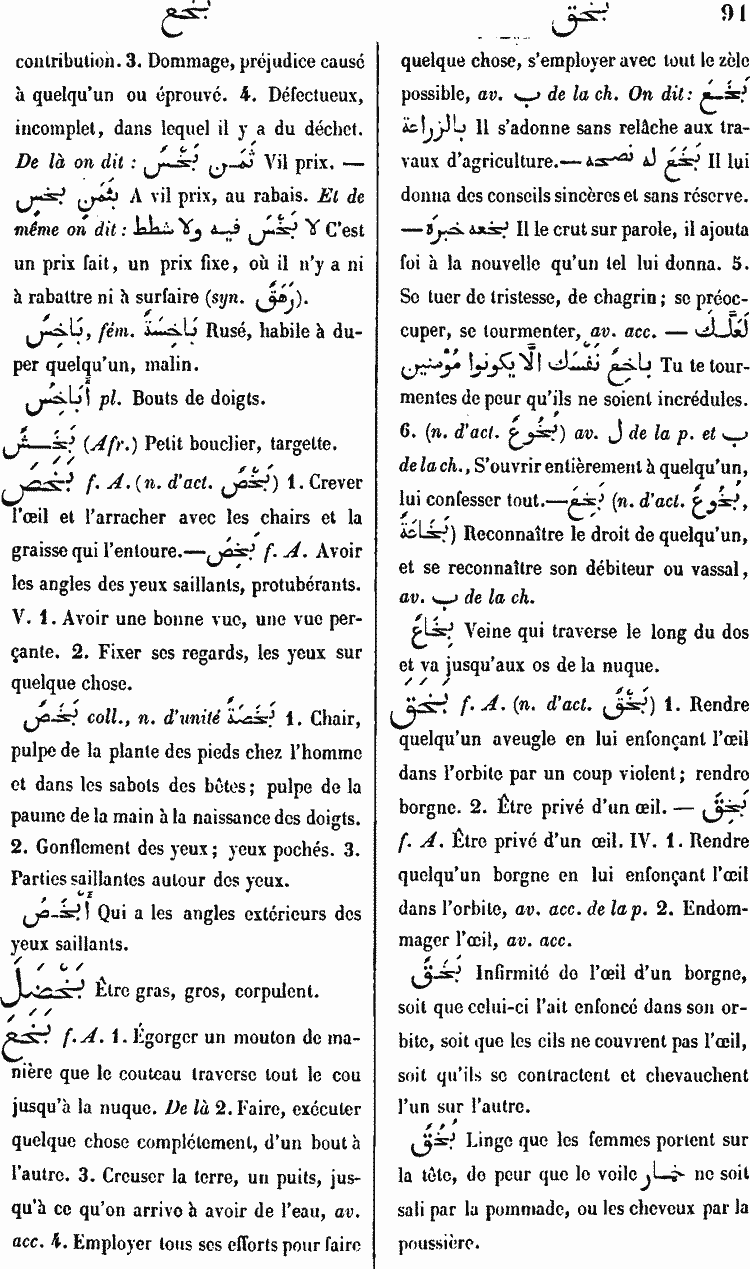 بخع
بخق
91
contribution. 3. Dommage, préjudice causé
à quelqu'un ou éprouvé. 4. Défectueux,
incomplet, dans lequel il y a du déchet.
De là on dit : ثَمَن بَخْس Vil prix. —
بثَمَن بخس A vil prix, au rabais. Et de
même on dit : لا بَخْسَ فيه ولا شطط C'est
un prix fait, un prix fixe, où il n'y a ni
à rabattre ni à surfaire (syn. رَهَق).
بَاخِسٌ, fém. بَاخِسَةٌ Rusé, habile à du-
per quelqu'un, malin.
أَبَاخِسُ pl. Bouts de doigts.
بَخْش (Afr.) Petit bouclier, targette.
بَخَصَ f. A. (n. d'act. بَخْصٌ) 1. Crever
l'œil et l'arracher avec les chairs et la
graisse qui l'entoure.—بَخِصَ f. A. Avoir
les angles des yeux saillants, protubérants.
V. 1. Avoir une bonne vue, une vue per-
çante. 2. Fixer ses regards, les yeux sur
quelque chose.
بَخَصٌ coll., n. d'unité بَخَصَةٌ 1. Chair,
pulpe de la plante des pieds chez l'homme
et dans les sabots des bêtes; pulpe de la
paume de la main à la naissance des doigts.
2. Gonflement des yeux; yeux pochés. 3.
Parties saillantes autour des yeux.
أَبْخَصُ Qui a les angles extérieurs des
yeux saillants.
بَخْضَلَ Être gras, gros, corpulent.
بَخَعَ f. A. 1. Égorger un mouton de ma-
nière que le couteau traverse tout le cou
jusqu'à la nuque. De là 2. Faire, exécuter
quelque chose complétement, d'un bout à
l'autre. 3. Creuser la terre, un puits, jus-
qu'à ce qu'on arrive à avoir de l'eau, av.
acc. 4. Employer tous ses efforts pour faire
quelque chose, s'employer avec tout le zèle
possible, av. ب de la ch. On dit: بَخَعَ
بالزراعة Il s'adonne sans relâche aux tra-
vaux d'agriculture.— بَخَعَ له نصحه Il lui
donna des conseils sincères et sans réserve.
— بخعه خبرَهُ Il le crut sur parole, il ajouta
foi à la nouvelle qu'un tel lui donna. 5.
Se tuer de tristesse, de chagrin; se préoc-
cuper, se tourmenter, av. acc. — لَعَلَّك
باخِعٌ نَفْسَك الَّا يكونوا مُؤمنين Tu te tour-
mentes de peur qu'ils ne soient incrédules.
6. (n. d'act. بُخُوعٌ) av. ل de la p. et ب
de la ch., S'ouvrir entièrement à quelqu'un,
lui confesser tout.—بَخِعَ (n. d'act. بُخُوعٌ,
بَخَاعَةٌ) Reconnaître le droit de quelqu'un,
et se reconnaître son débiteur ou vassal,
av. ب de la ch.
بِخَاعٌ Veine qui traverse le long du dos
et va jusqu'aux os de la nuque.
بَخَقَ f. A. (n. d'act. بَخْقٌ) 1. Rendre
quelqu'un aveugle en lui enfonçant l'œil
dans l'orbite par un coup violent; rendre
borgne. 2. Être privé d'un œil. — بَخِقَ
f. A. Être privé d'un œil. IV. 1. Rendre
quelqu'un borgne en lui enfonçant l'œil
dans l'orbite, av. acc. de la p. 2. Endom-
mager l'œil, av. acc.
بَخَقٌ Infirmité de l'œil d'un borgne,
soit que celui-ci l'ait enfoncé dans son or-
bite, soit que les cils ne couvrent pas l'œil,
soit qu'ils se contractent et chevauchent
l'un sur l'autre.
بَخَقٌ Linge que les femmes portent sur
la tête, de peur que le voile خمار ne soit
sali par la pommade, ou les cheveux par la
poussière.